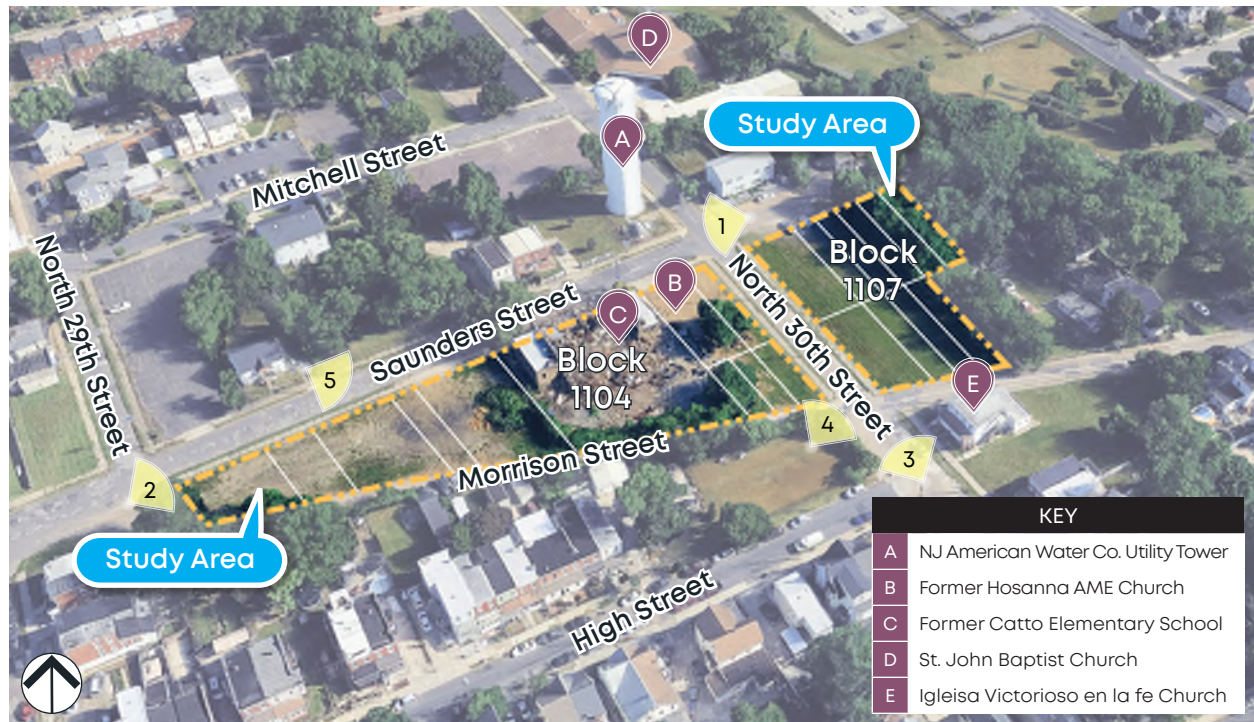 D
Study Area
A
Mitchell Street
1
Block
1107
North 29th Street
B
North 30th Street
C
Saunders Street
Block
1104
5
E
4
Morrison Street
3
2
Study Area
High Street
KEY
A NJ American Water Co. Utility Tower
B Former Hosanna AME Church
C Former Catto Elementary School
D St. John Baptist Church
E Igleisa Victorioso en la fe Church